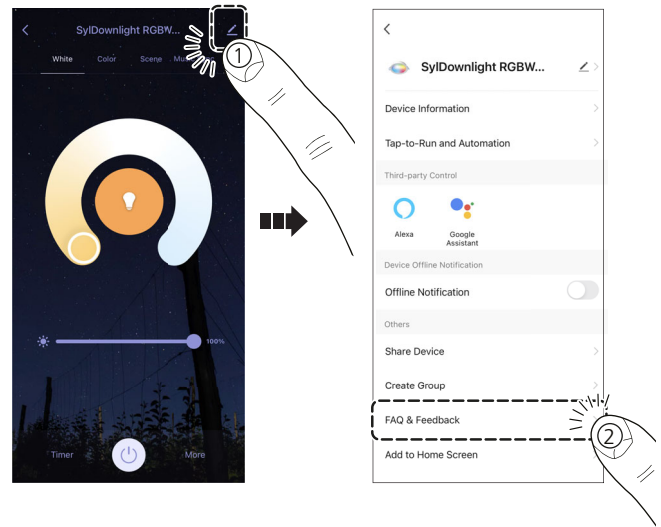 SylDownlight RGBW...
White Color Scene
1
100%
Timer More
SylDownlight RGBW...
Device Information
Tap-to-Run and Automation
Third-party Control
Alexa Google
Assistant
Device Offline Notification
Offline Notification
Others
Share Device
Create Group
FAQ & Feedback
2
Add to Home Screen